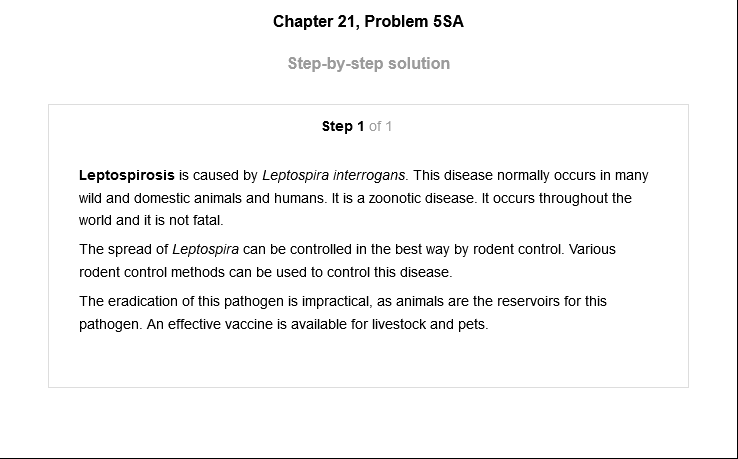 Chapter 21, Problem 5SA
Step-by-step solution
Step 1 of 1
Leptospirosis is caused by Leptospira interrogans. This disease normally occurs in many
wild and domestic animals and humans. It is a zoonotic disease. It occurs throughout the
world and it is not fatal.
The spread of Leptospira can be controlled in the best way by rodent control. Various
rodent control methods can be used to control this disease.
The eradication of this pathogen is impractical, as animals are the reservoirs for this
pathogen. An effective vaccine is available for livestock and pets.